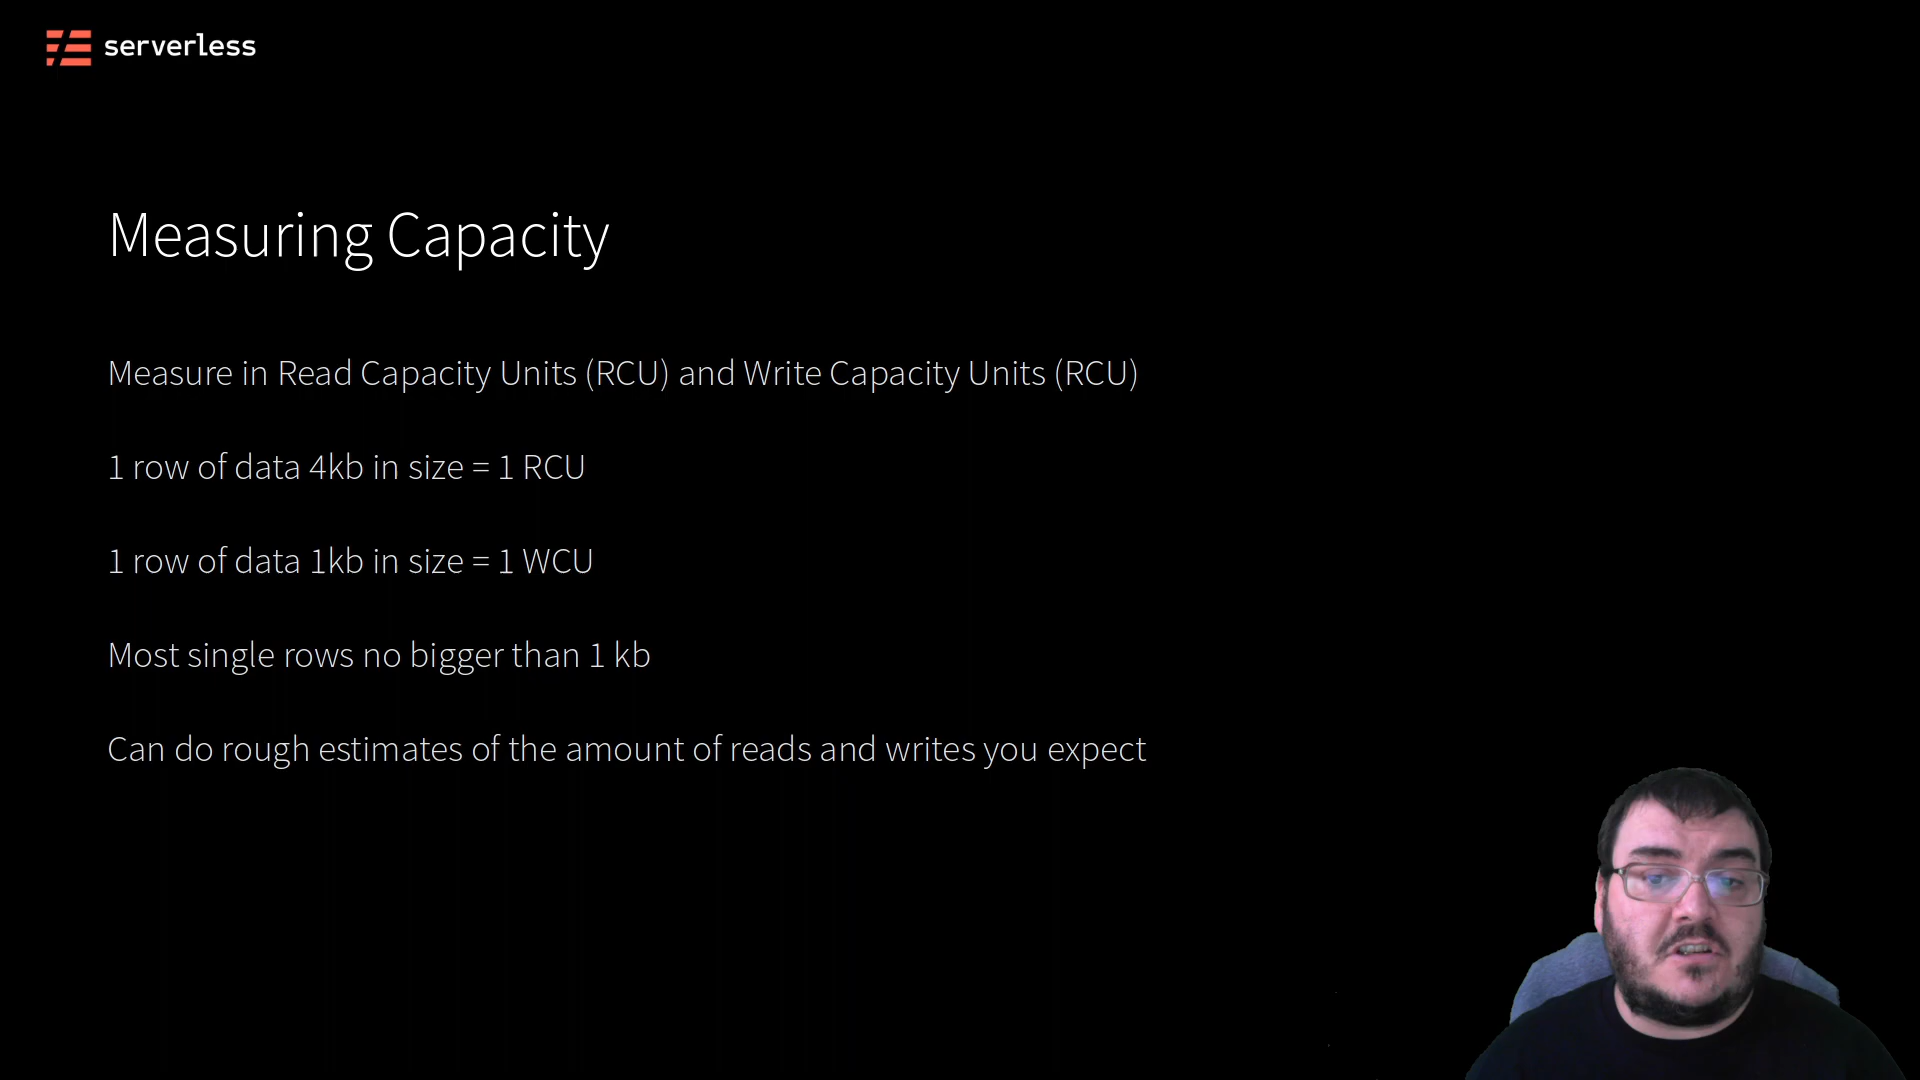 serverless
Measuring Capacity
Measure in Read Capacity Units (RCU) and Write Capacity Units (RCU)
1 row of data 4kb in size = 1 RCU
1 row of data 1kb in size = 1 WCU
Most single rows no bigger than 1 kb
Can do rough estimates of the amount of reads and writes you expect